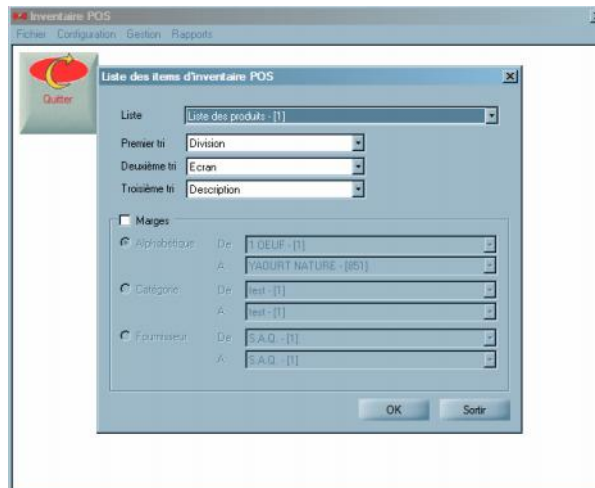 Inventaire POS
Fichier Configuration Gestion Rapports
Quitter
Liste des items d'inventaire POS
Liste Liste des produits - [1]
Premier tri Division
Deuxième tri Ecran
Troisième tri Description
Marges
Alphabétique De 1 OEUF - [1]
A YAOURT NATURE - [851]
Catégorie De test - [1]
A test - [1]
Fournisseur De S.A.Q. - [1]
A S.A.Q. - [1]
OK Sortir